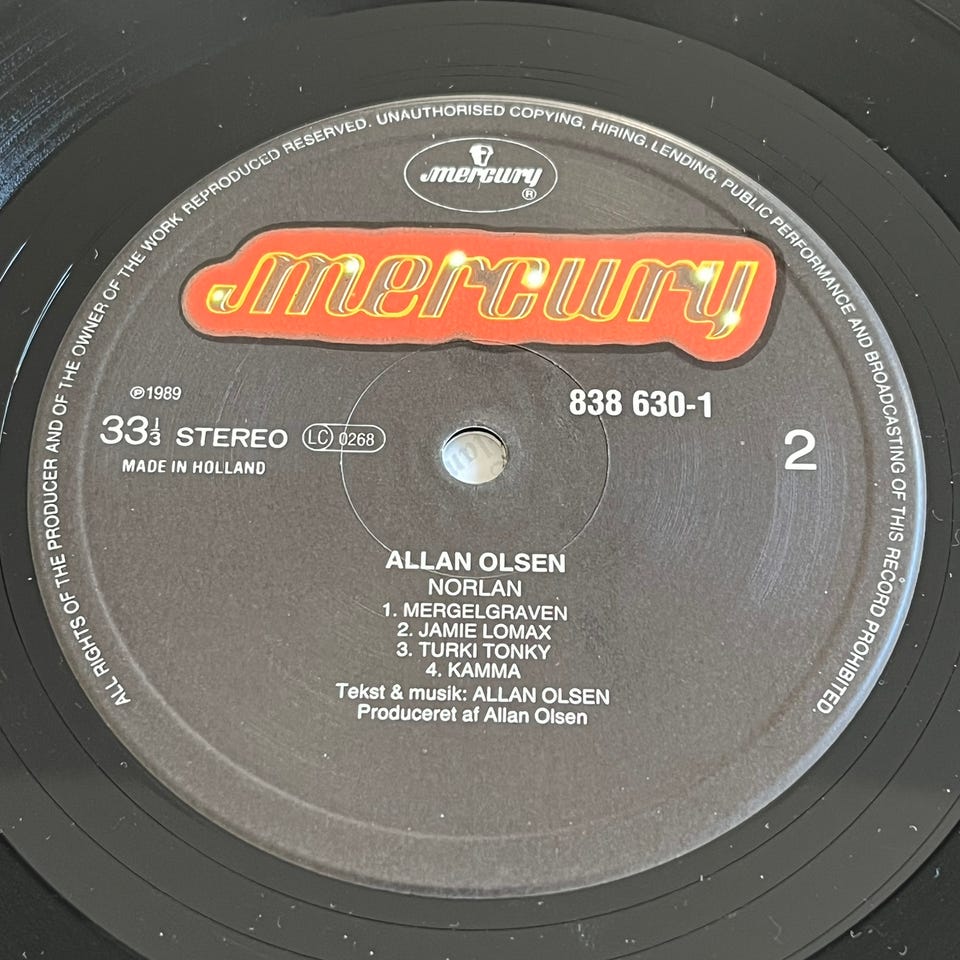 ALL RIGHTS OF THE PRODUCER AND OF THE OWNER OF THE WORK REPRODUCED RESERVED. UNAUTHORISED COPYING, HIRING, LENDING, PUBLIC PERFORMANCE AND BROADCASTING OF THIS RECORD PROHIBITED.
mercury
®
mercury
℗1989
838 630-1
33⅓ STEREO LC 0268
2
MADE IN HOLLAND
ALLAN OLSEN
NORLAN
1. MERGELGRAVEN
2. JAMIE LOMAX
3. TURKI TONKY
4. KAMMA
Tekst & musik: ALLAN OLSEN
Produceret af Allan Olsen